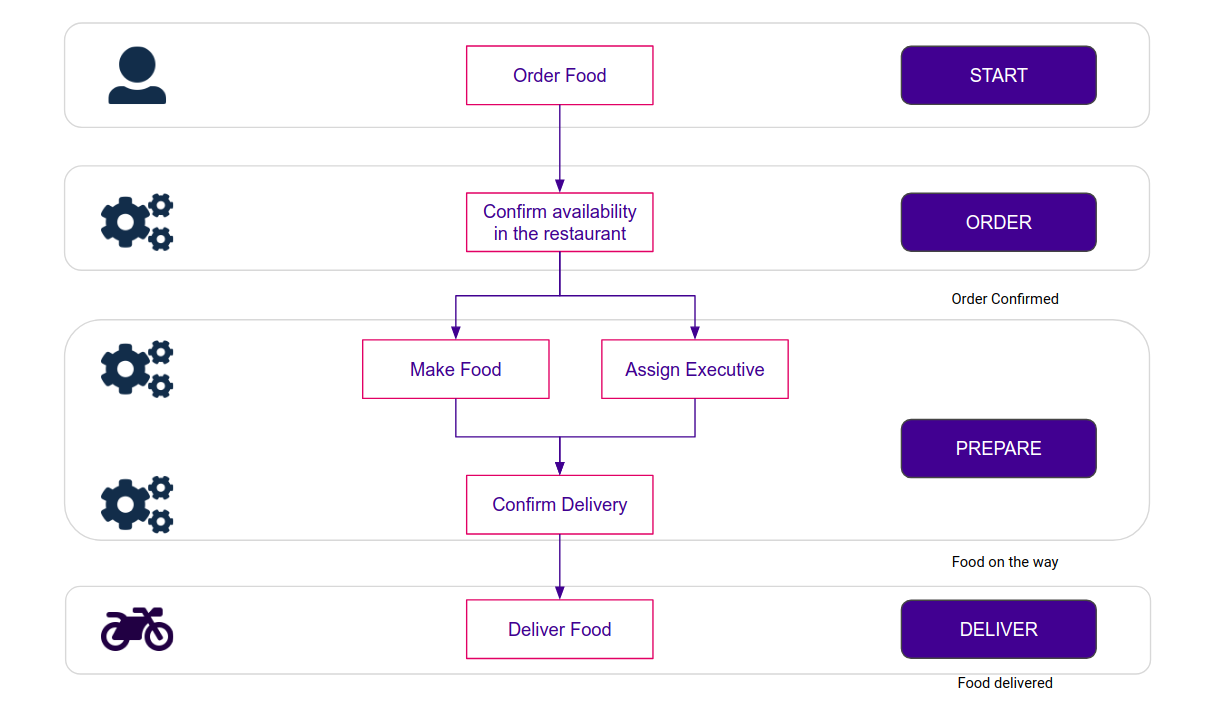 Order Food
START
Confirm availability
in the restaurant
ORDER
Order Confirmed
Make Food
Assign Executive
PREPARE
Confirm Delivery
Food on the way
Deliver Food
DELIVER
Food delivered